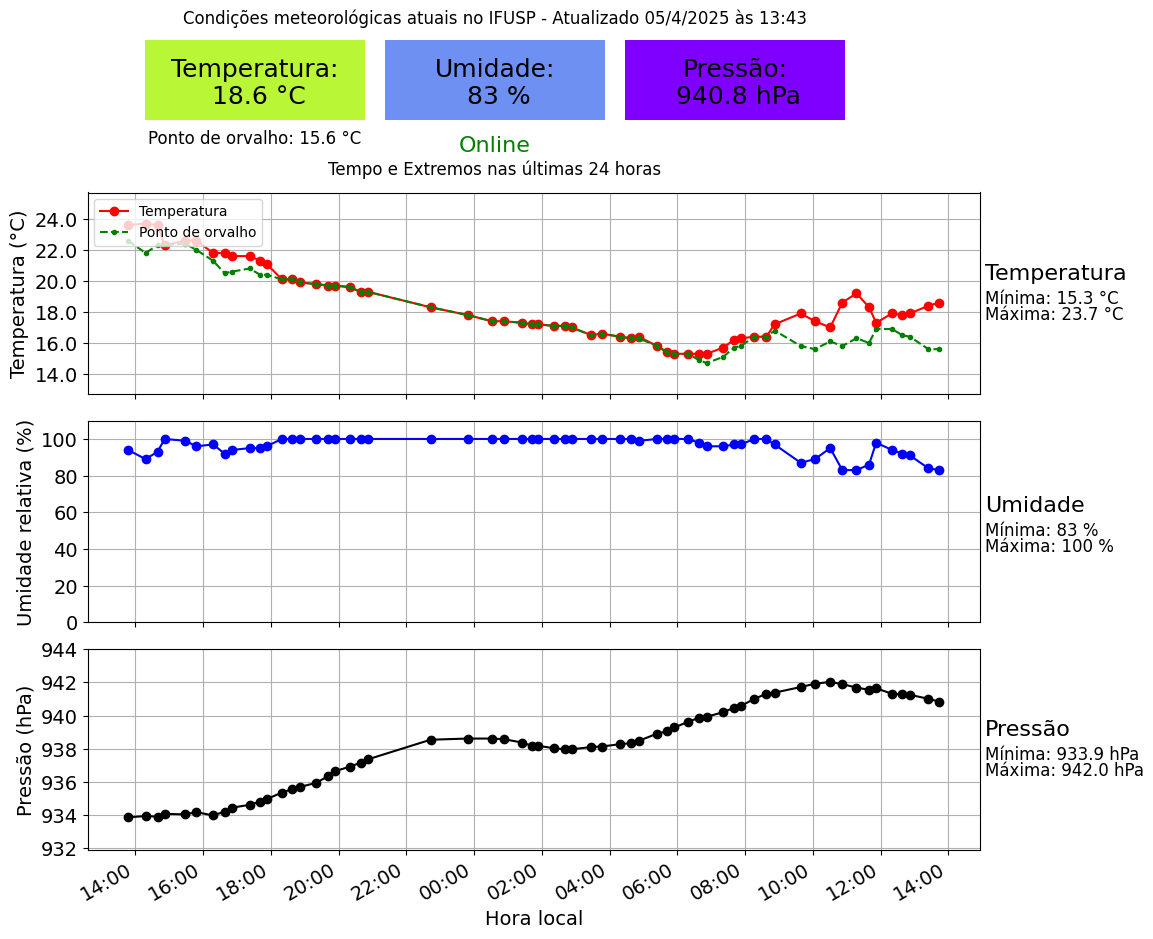 Condições meteorológicas atuais no IFUSP - Atualizado 05/4/2025 às 13:43
Temperatura:
18.6 °C
Umidade:
83 %
Pressão:
940.8 hPa
Ponto de orvalho: 15.6 °C
Online
Tempo e Extremos nas últimas 24 horas
Temperatura (°C)
24.0
22.0
20.0
18.0
16.0
14.0
Temperatura
Ponto de orvalho
Temperatura
Mínima: 15.3 °C
Máxima: 23.7 °C
Umidade relativa (%)
100
80
60
40
20
0
Umidade
Mínima: 83 %
Máxima: 100 %
Pressão (hPa)
944
942
940
938
936
934
932
Pressão
Mínima: 933.9 hPa
Máxima: 942.0 hPa
14:00
16:00
18:00
20:00
22:00
00:00
02:00
04:00
06:00
08:00
10:00
12:00
14:00
Hora local